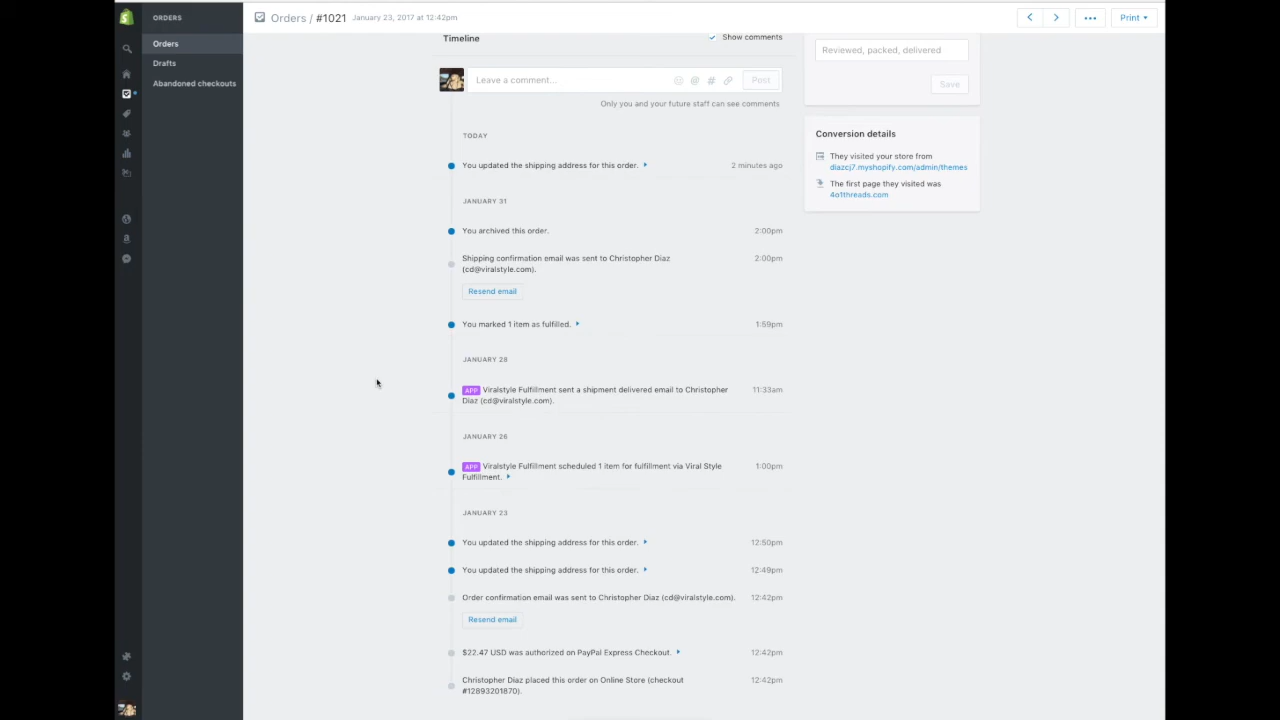 ORDERS
Orders
Drafts
Abandoned checkouts
Orders / #1021 January 23, 2017 at 12:42pm
Print
Timeline
Show comments
Leave a comment...
Post
Only you and your future staff can see comments
TODAY
You updated the shipping address for this order.
2 minutes ago
JANUARY 31
You archived this order.
2:00pm
Shipping confirmation email was sent to Christopher Diaz
(cd@viralstyle.com).
2:00pm
Resend email
You marked 1 item as fulfilled.
1:59pm
JANUARY 28
APP Viralstyle Fulfillment sent a shipment delivered email to Christopher
Diaz (cd@viralstyle.com).
11:33am
JANUARY 26
APP Viralstyle Fulfillment scheduled 1 item for fulfillment via Viral Style
Fulfillment.
1:00pm
JANUARY 23
You updated the shipping address for this order.
12:50pm
You updated the shipping address for this order.
12:49pm
Order confirmation email was sent to Christopher Diaz (cd@viralstyle.com).
12:42pm
Resend email
$22.47 USD was authorized on PayPal Express Checkout.
12:42pm
Christopher Diaz placed this order on Online Store (checkout
#12893201870).
12:42pm
Reviewed, packed, delivered
Save
Conversion details
They visited your store from
diazcj7.myshopify.com/admin/themes
The first page they visited was
4o1threads.com